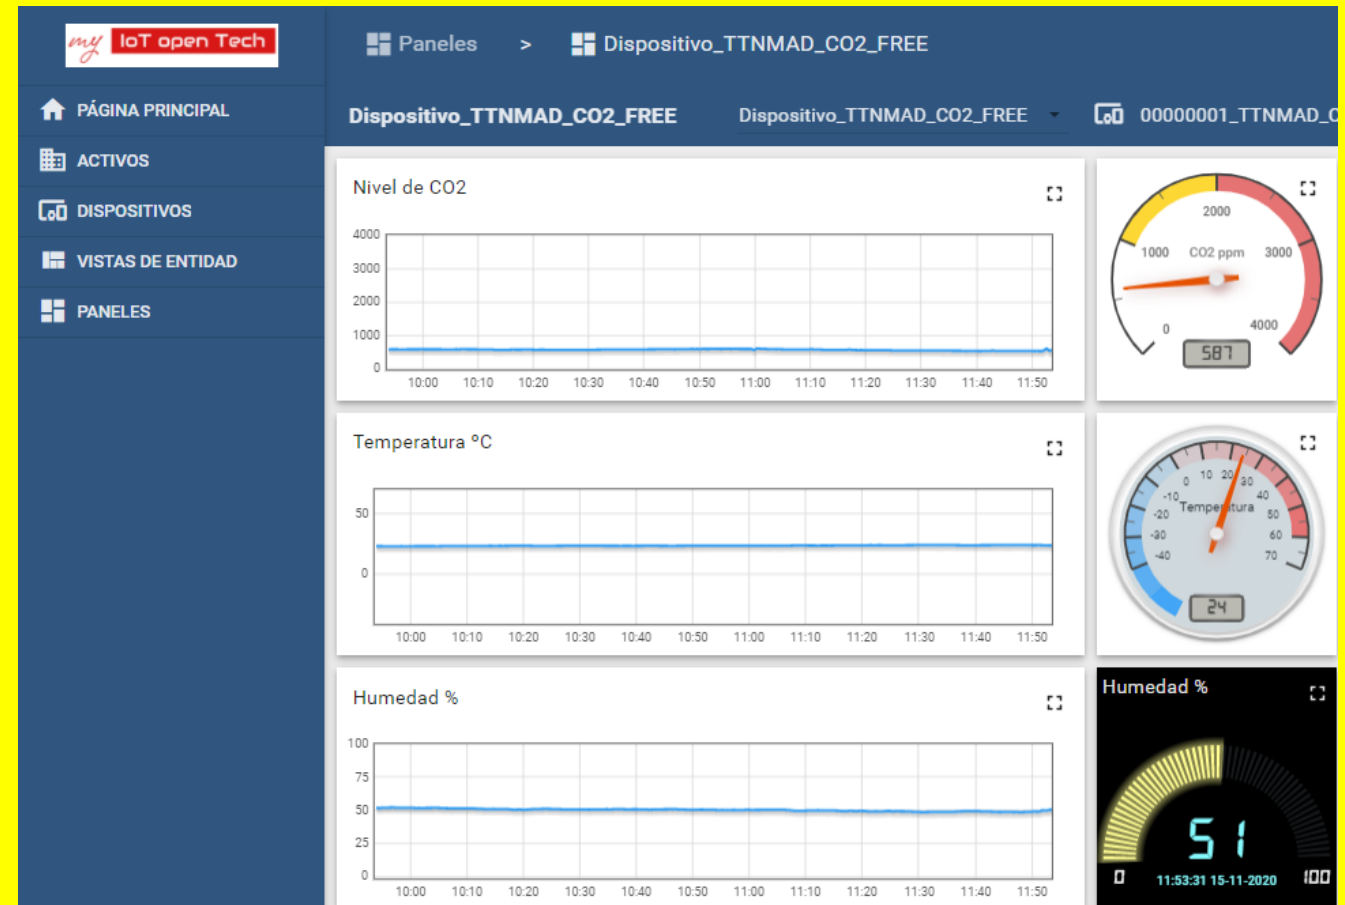 my IoT open Tech
Paneles > Dispositivo_TTNMAD_CO2_FREE
PÁGINA PRINCIPAL
ACTIVOS
DISPOSITIVOS
VISTAS DE ENTIDAD
PANELES
Dispositivo_TTNMAD_CO2_FREE Dispositivo_TTNMAD_CO2_FREE 00000001_TTNMAD_C
Nivel de CO2
4000
3000
2000
1000
0
10:00 10:10 10:20 10:30 10:40 10:50 11:00 11:10 11:20 11:30 11:40 11:50
2000
1000 CO2 ppm 3000
0 4000
587
Temperatura ºC
50
0
10:00 10:10 10:20 10:30 10:40 10:50 11:00 11:10 11:20 11:30 11:40 11:50
0 10 20 30
-10 40
-20 Temperatura 50
-30 60
-40 70
24
Humedad %
100
75
50
25
0
10:00 10:10 10:20 10:30 10:40 10:50 11:00 11:10 11:20 11:30 11:40 11:50
Humedad %
51
0 11:53:31 15-11-2020 100